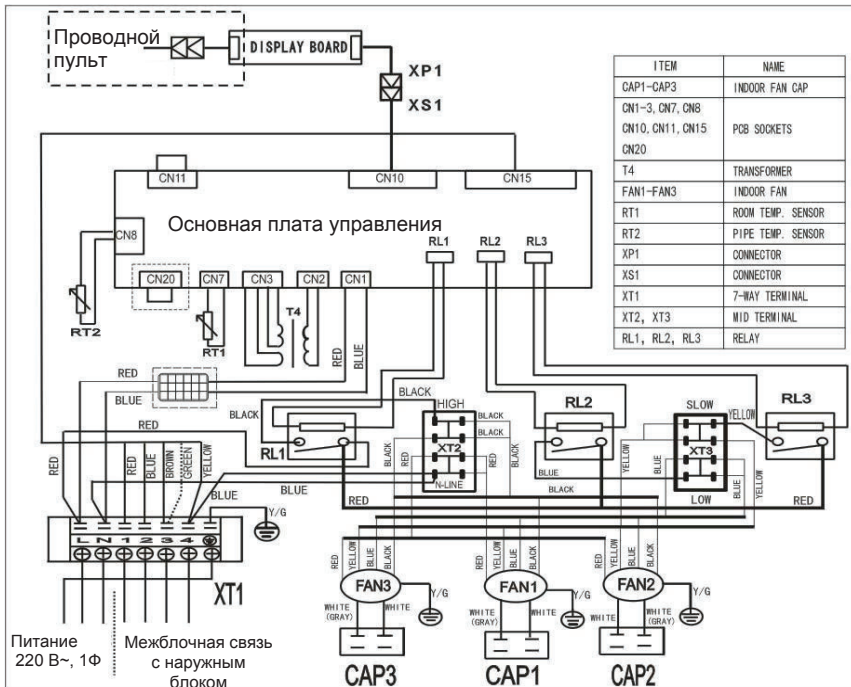 Проводной
пульт
DISPLAY BOARD
XP1
XS1
ITEM NAME
CAP1-CAP3 INDOOR FAN CAP
CN1-3, CN7, CN8
CN10, CN11, CN15 PCB SOCKETS
CN20
T4 TRANSFORMER
FAN1-FAN3 INDOOR FAN
RT1 ROOM TEMP. SENSOR
RT2 PIPE TEMP. SENSOR
XP1 CONNECTOR
XS1 CONNECTOR
XT1 7-WAY TERMINAL
XT2, XT3 MID TERMINAL
RL1, RL2, RL3 RELAY
CN11 CN10 CN15
Основная плата управления
CN8
RL1 RL2 RL3
CN20 CN7 CN3 CN2 CN1
T4
RT2
RT1
RED
BLUE
RED
BLUE
BLACK
BLACK
RED
RL1
HIGH
XT2
N-LINE
BLACK
BLACK
BLACK
RED
RED
BLACK
RL2
BLUE
BLACK
SLOW
XT3
LOW
YELLOW
YELLOW
BLUE
BLUE
YELLOW
RL3
RED
RED
RED
RED
BLUE
BROWN
GREEN
YELLOW
BLUE
BLUE
Y/G
L N 1 2 3 4
XT1
RED
YELLOW
BLUE
BLACK
FAN3
Y/G
WHITE
(GRAY)
WHITE
CAP3
RED
YELLOW
BLUE
BLACK
FAN1
Y/G
WHITE
(GRAY)
WHITE
CAP1
RED
YELLOW
BLUE
BLACK
FAN2
Y/G
WHITE
(GRAY)
WHITE
CAP2
Питание
220 В~, 1Ф
Межблочная связь
с наружным
блоком